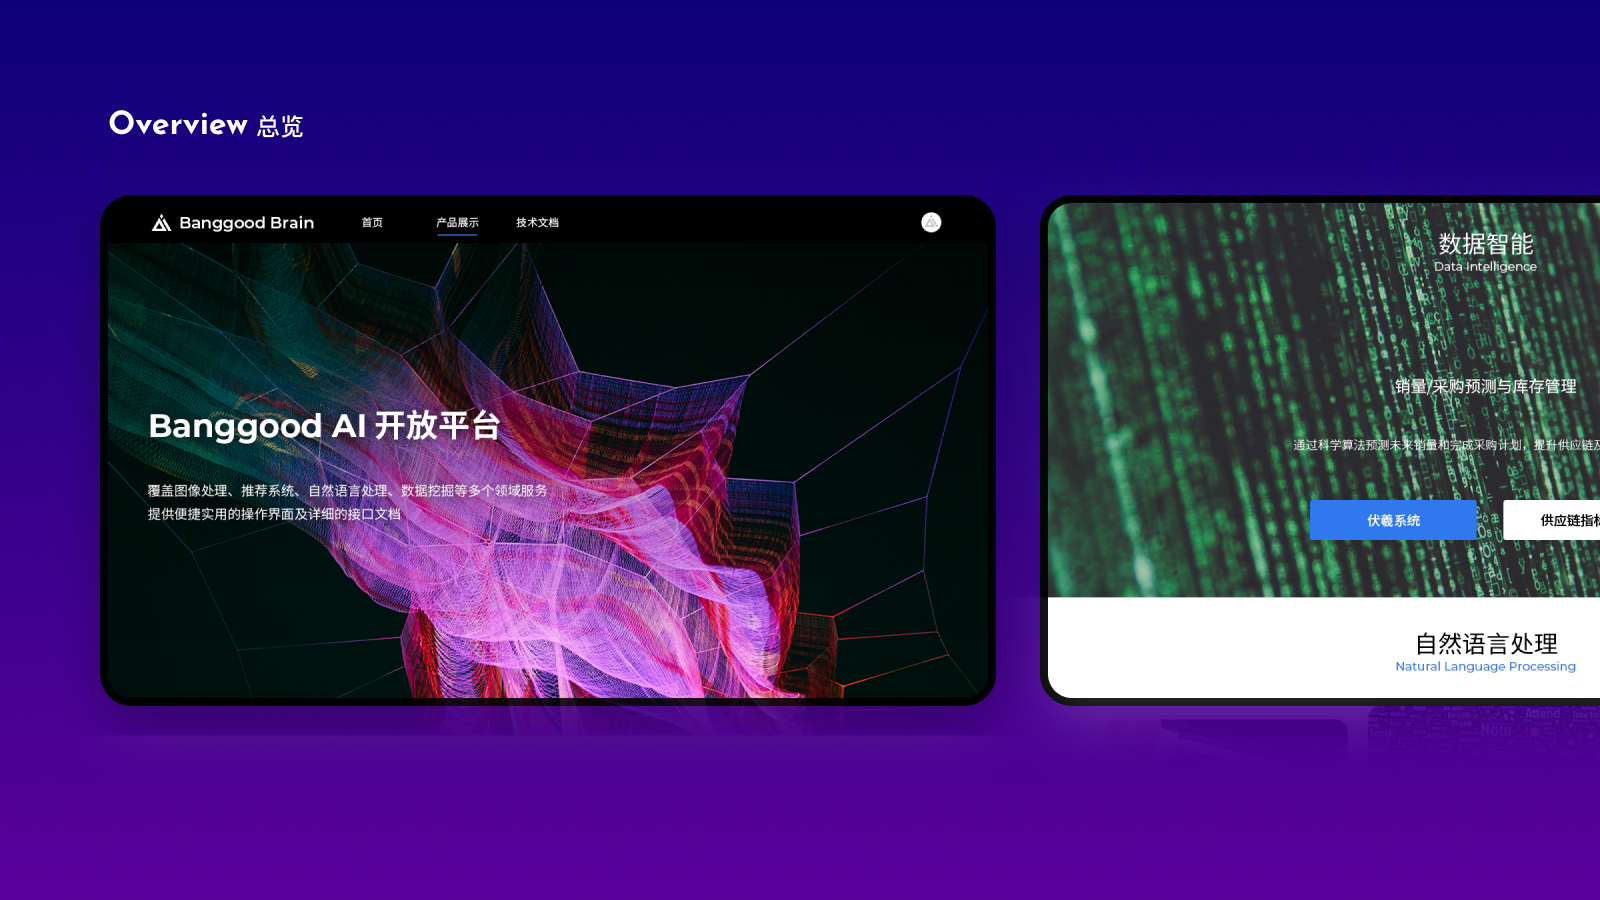 Overview 总览
Banggood Brain
首页
产品展示
技术文档
Banggood AI 开放平台
覆盖图像处理、推荐系统、自然语言处理、数据挖掘等多个领域服务
提供便捷实用的操作界面及详细的接口文档
数据智能
Data Intelligence
销量/采购预测与库存管理
通过科学算法预测未来销量和完成采购计划，提升供应链及
伏羲系统
供应链指标
自然语言处理
Natural Language Processing
Attend
Now